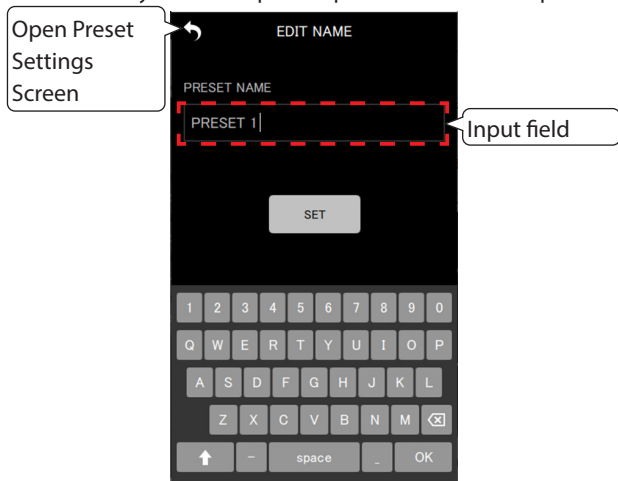 Open Preset
Settings
Screen
EDIT NAME
PRESET NAME
PRESET 1
Input field
SET
1 2 3 4 5 6 7 8 9 0
Q W E R T Y U I O P
A S D F G H J K L
Z X C V B N M
- space _ OK